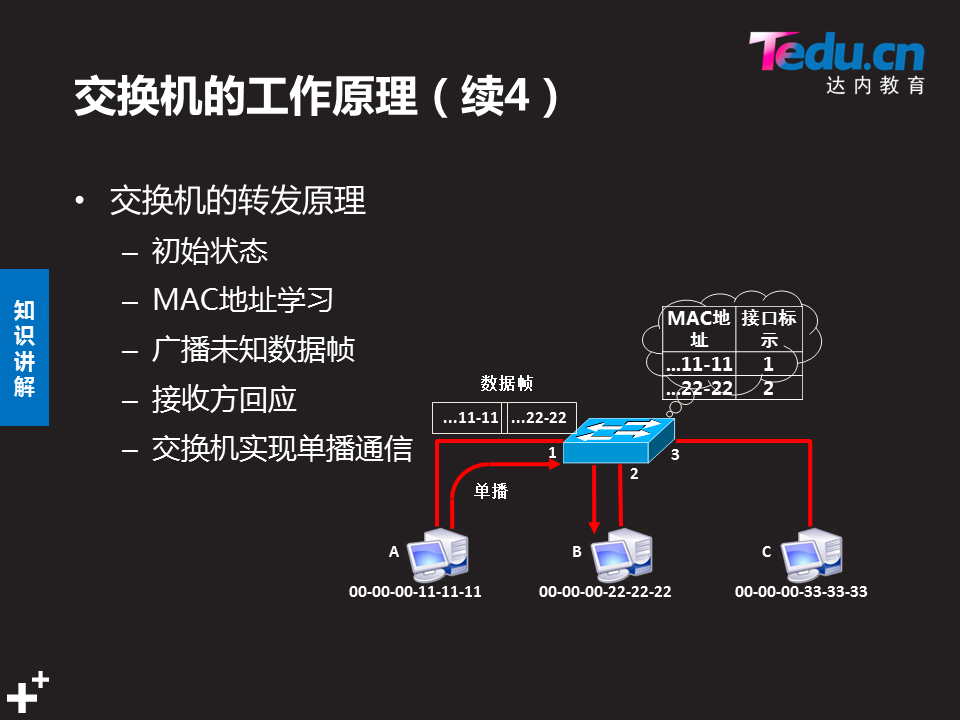 Tedu.cn
达内教育
交换机的工作原理（续4）
• 交换机的转发原理
– 初始状态
– MAC地址学习
– 广播未知数据帧
– 接收方回应
– 交换机实现单播通信
知
识
讲
解
MAC地址 接口标示
...11-11 1
...22-22 2
数据帧
...11-11 ...22-22
1
2
3
单播
A
B
C
00-00-00-11-11-11
00-00-00-22-22-22
00-00-00-33-33-33